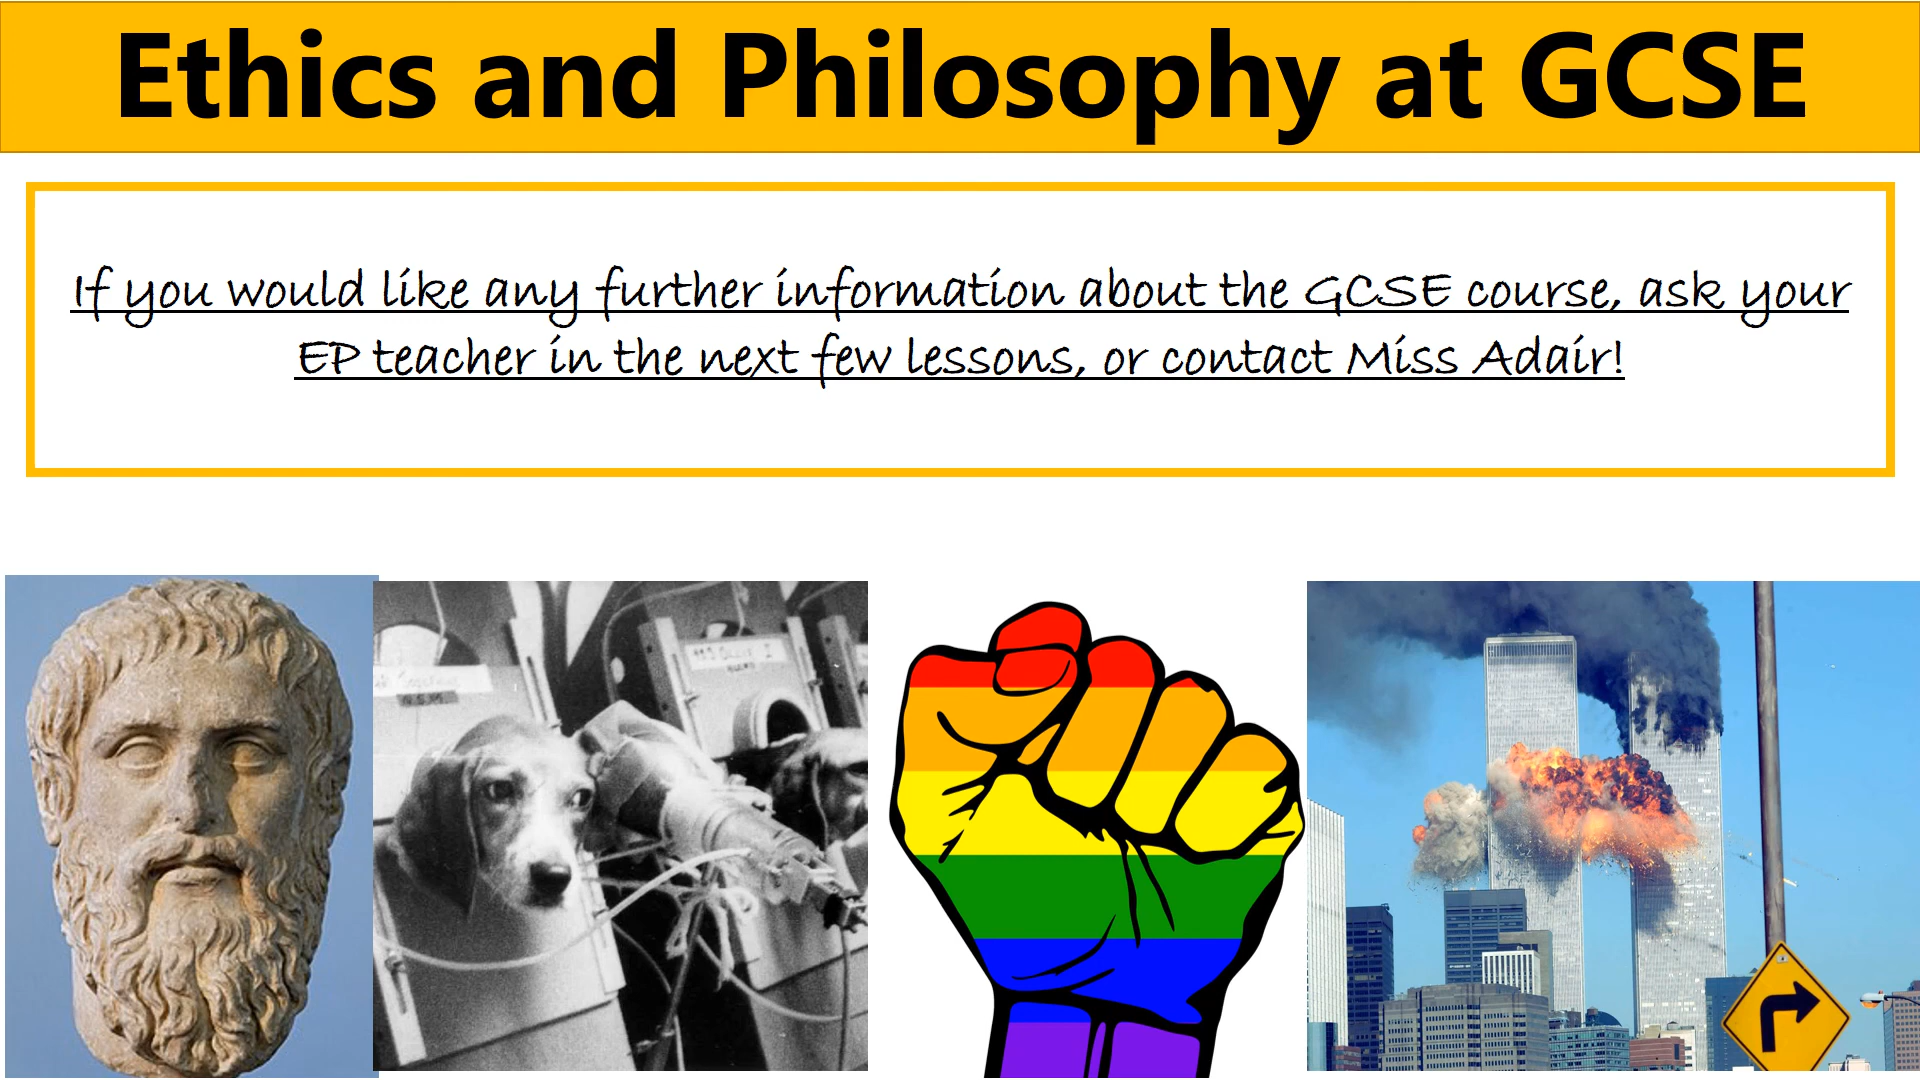 Ethics and Philosophy at GCSE
If you would like any further information about the GCSE course, ask your
EP teacher in the next few lessons, or contact Miss Adair!